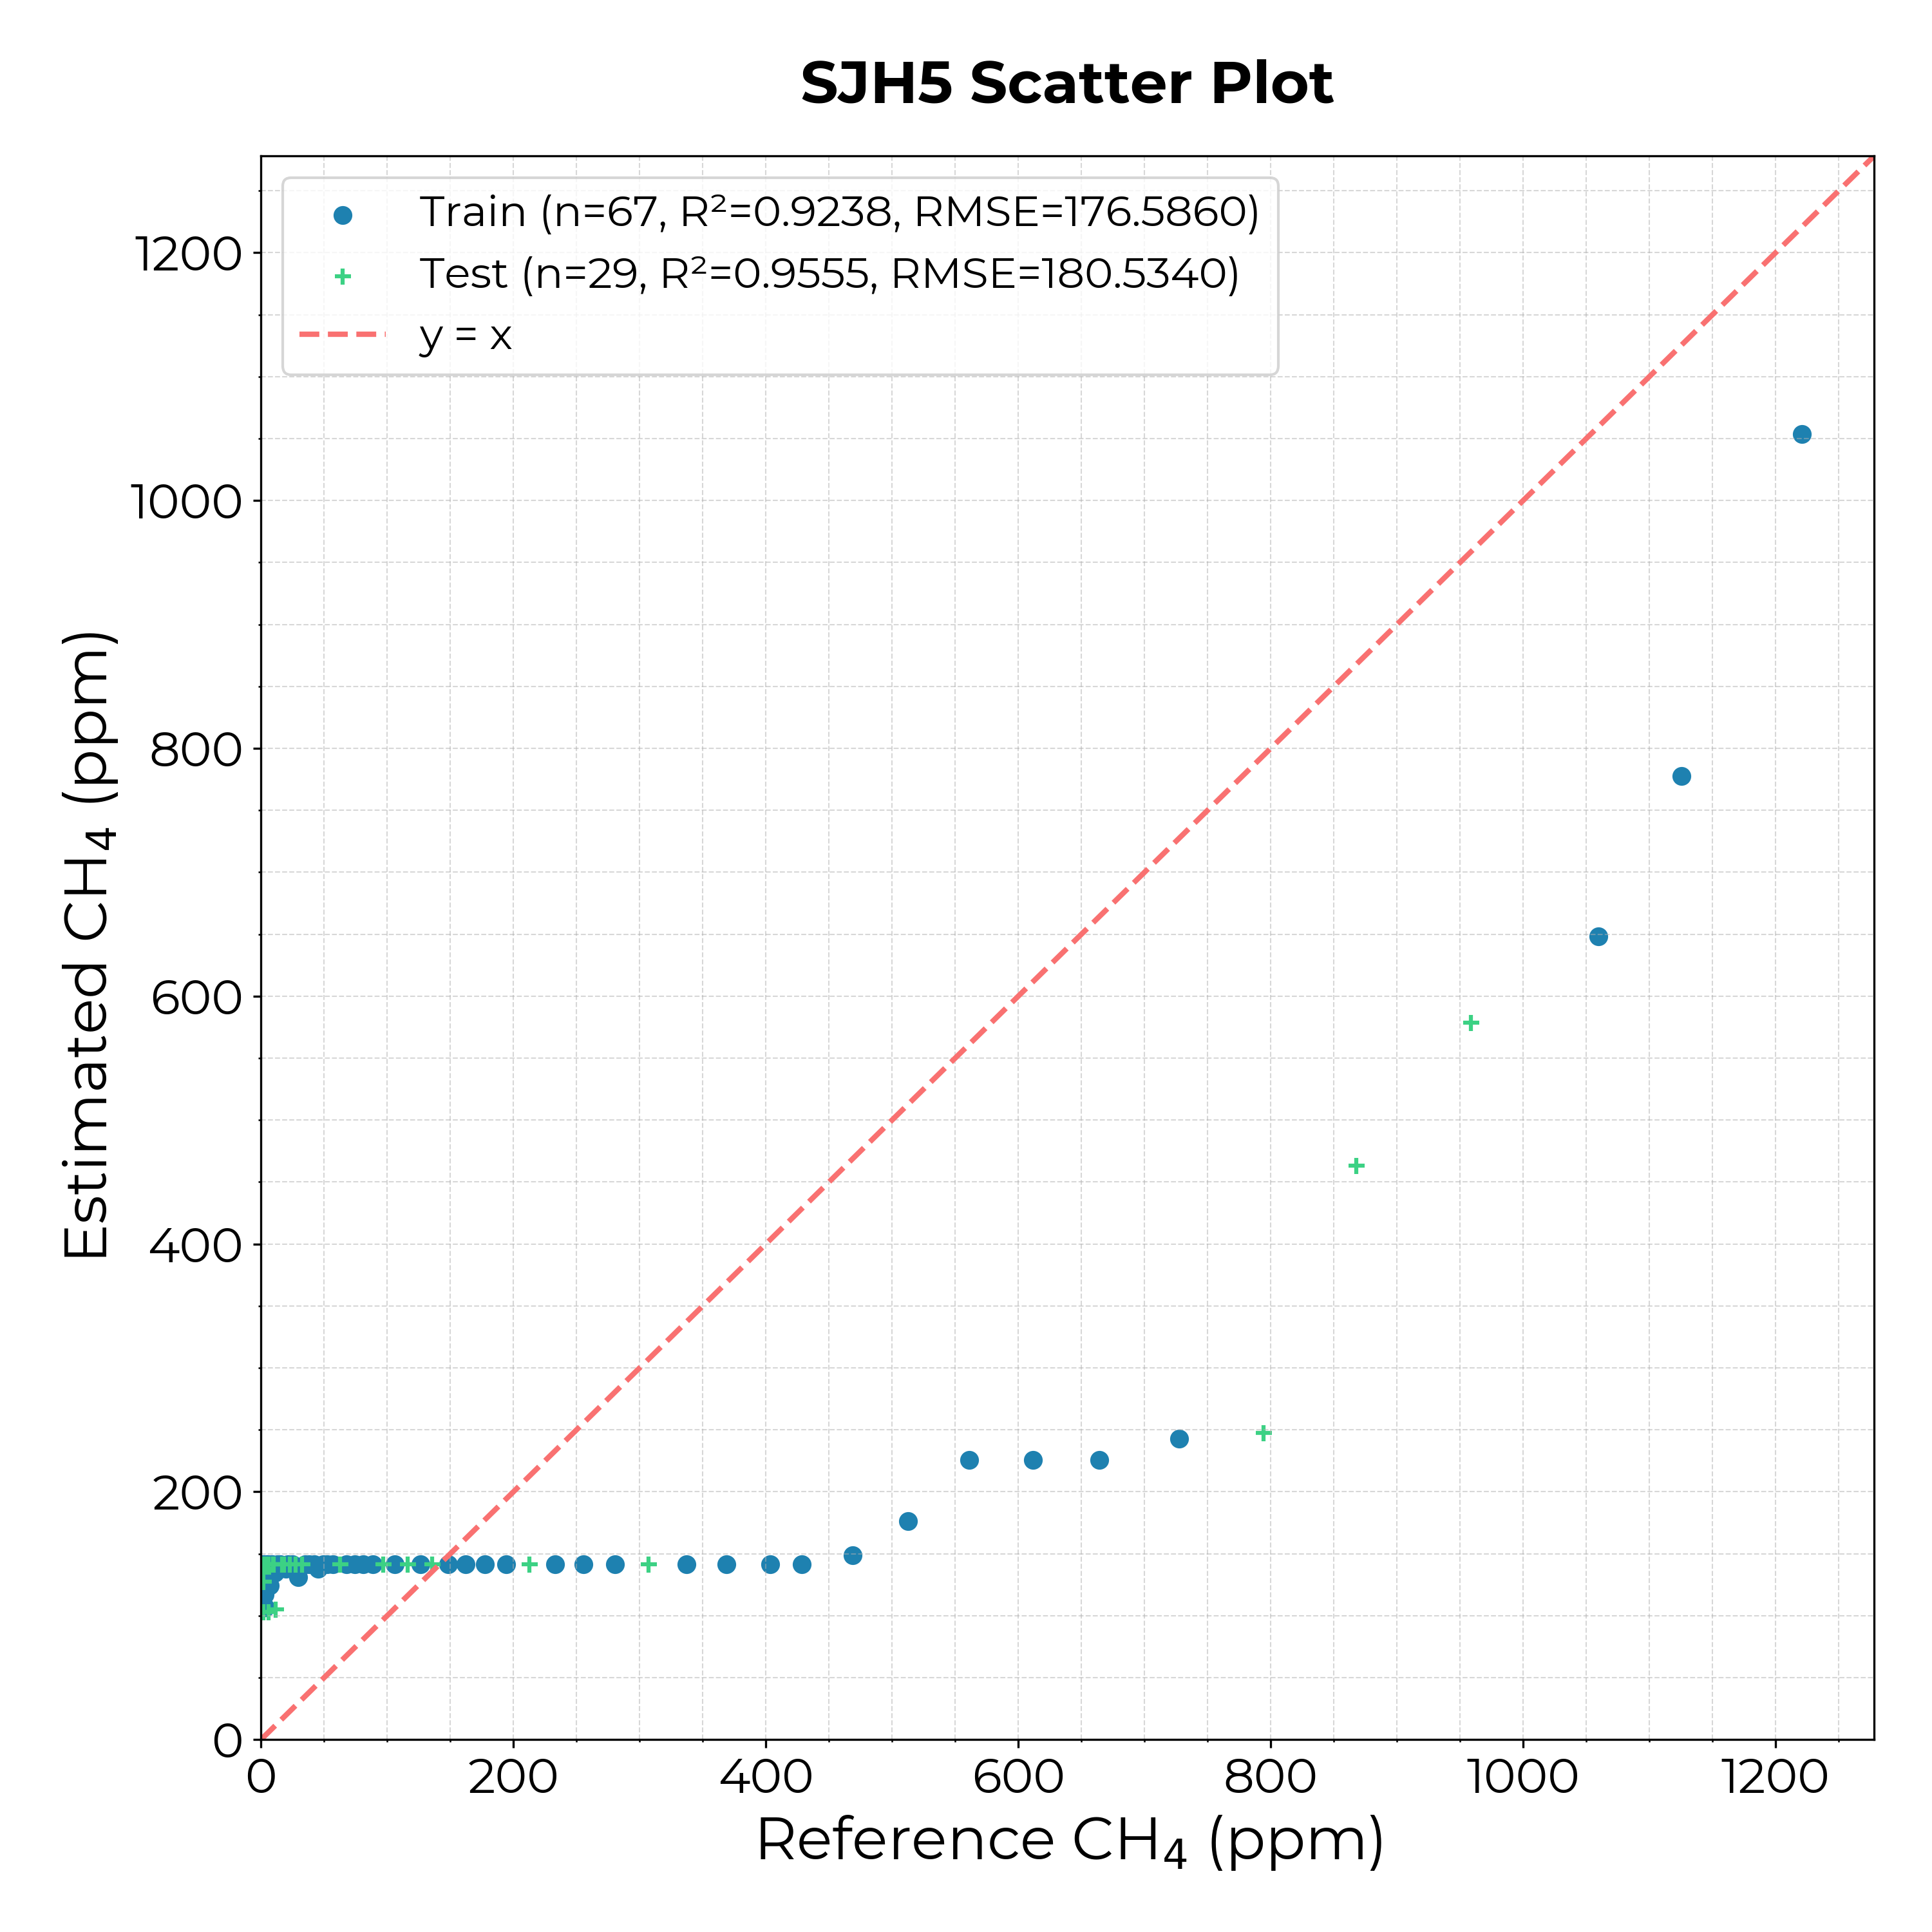 SJH5 Scatter Plot
Train (n=67, R²=0.9238, RMSE=176.5860)
Test (n=29, R²=0.9555, RMSE=180.5340)
y = x
Estimated CH₄ (ppm)
1200
1000
800
600
400
200
0
0 200 400 600 800 1000 1200
Reference CH₄ (ppm)